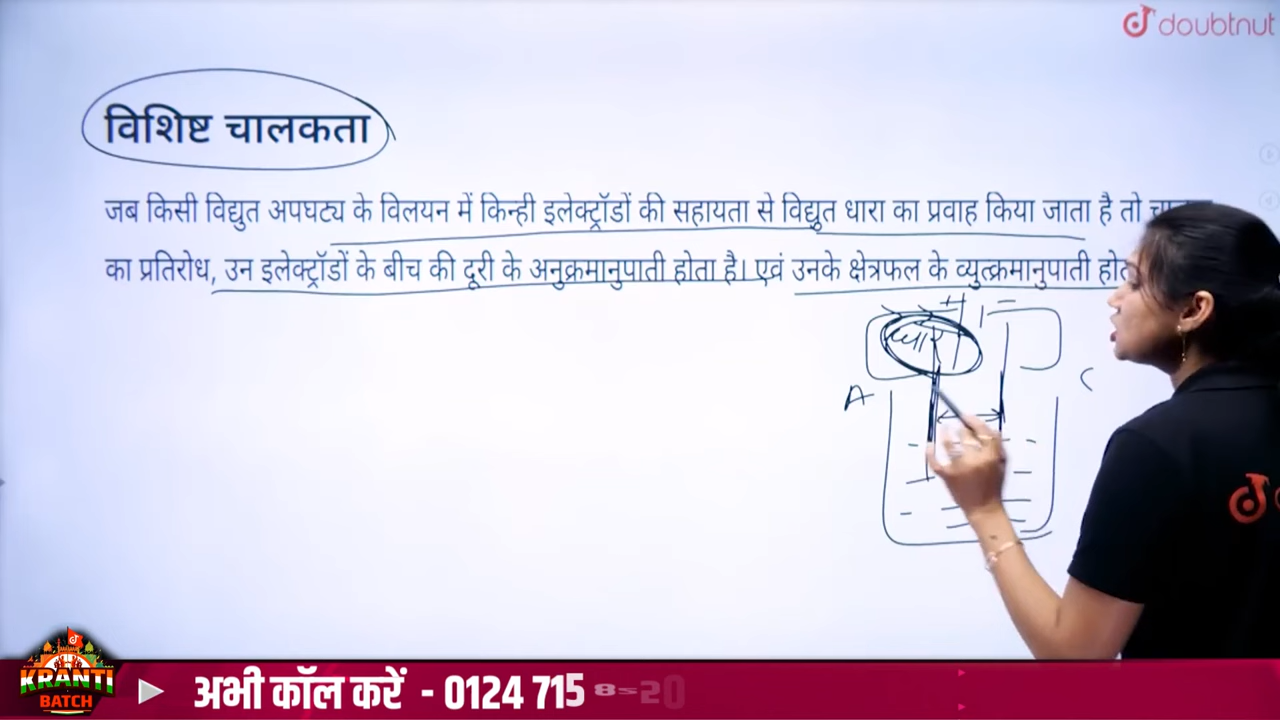 doubtnut
विशिष्ट चालकता
जब किसी विद्युत अपघट्य के विलयन में किन्ही इलेक्ट्रॉडों की सहायता से विद्युत धारा का प्रवाह किया जाता है तो
का प्रतिरोध, उन इलेक्ट्रॉडों के बीच की दूरी के अनुक्रमानुपाती होता है। एवं उनके क्षेत्रफल के व्युत्क्रमानुपाती
A
KRANTI
BATCH
अभी कॉल करें - 0124 715